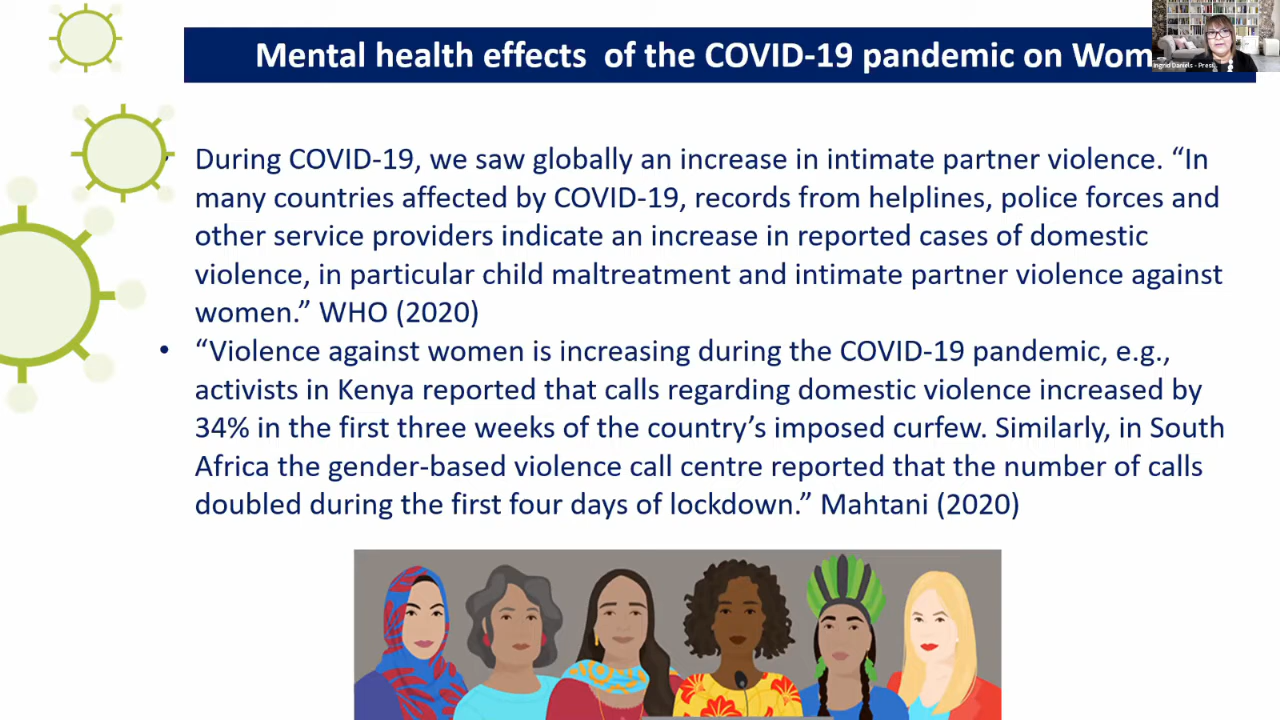 Mental health effects of the COVID-19 pandemic on Wom
Ingrid Daniels - Presi...
During COVID-19, we saw globally an increase in intimate partner violence. “In
many countries affected by COVID-19, records from helplines, police forces and
other service providers indicate an increase in reported cases of domestic
violence, in particular child maltreatment and intimate partner violence against
women.” WHO (2020)
• “Violence against women is increasing during the COVID-19 pandemic, e.g.,
activists in Kenya reported that calls regarding domestic violence increased by
34% in the first three weeks of the country’s imposed curfew. Similarly, in South
Africa the gender-based violence call centre reported that the number of calls
doubled during the first four days of lockdown.” Mahtani (2020)